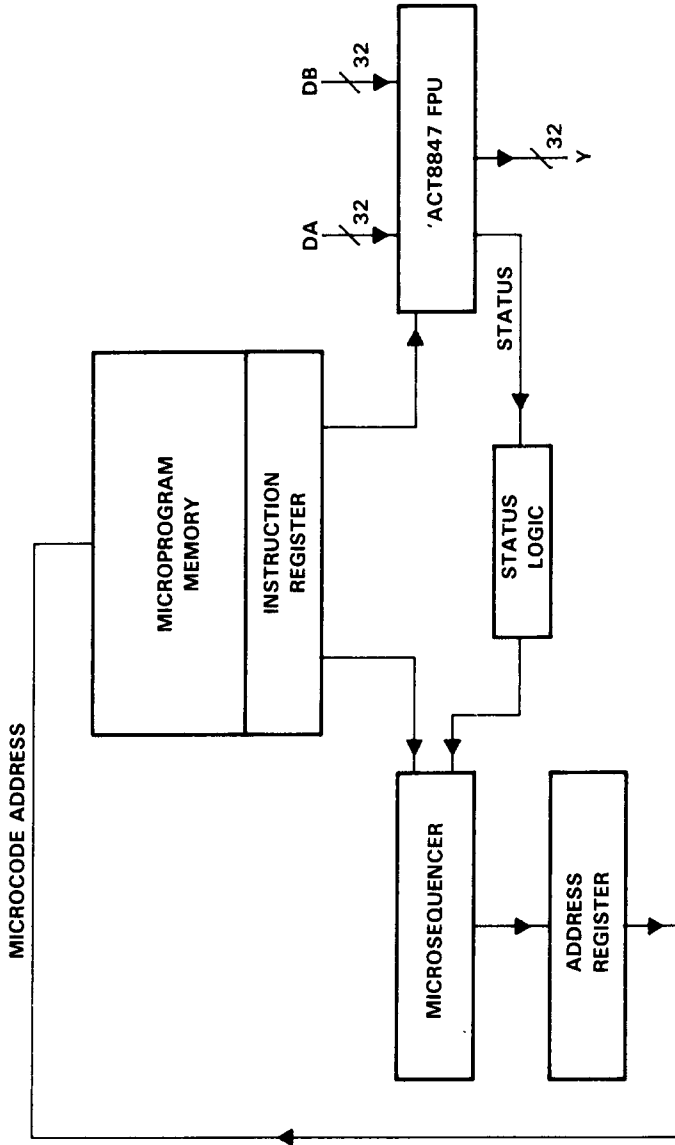 MICROCODE ADDRESS
MICROPROGRAM
MEMORY
INSTRUCTION
REGISTER
DA
32
DB
32
'ACT8847 FPU
32
Y
STATUS
STATUS
LOGIC
MICROSEQUENCER
ADDRESS
REGISTER